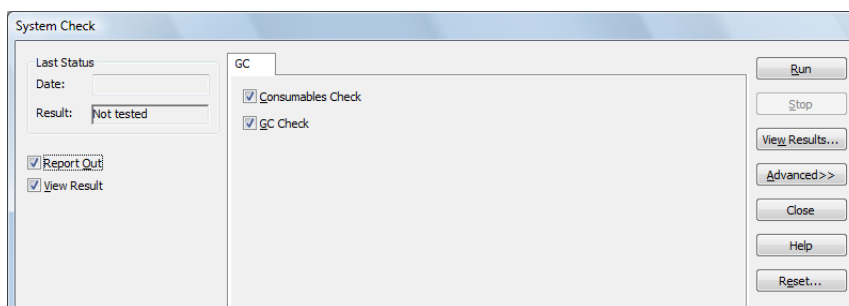 System Check
Last Status
Date:
Result: Not tested
Report Out
View Result
GC
Consumables Check
GC Check
Run
Stop
View Results...
Advanced>>
Close
Help
Reset...